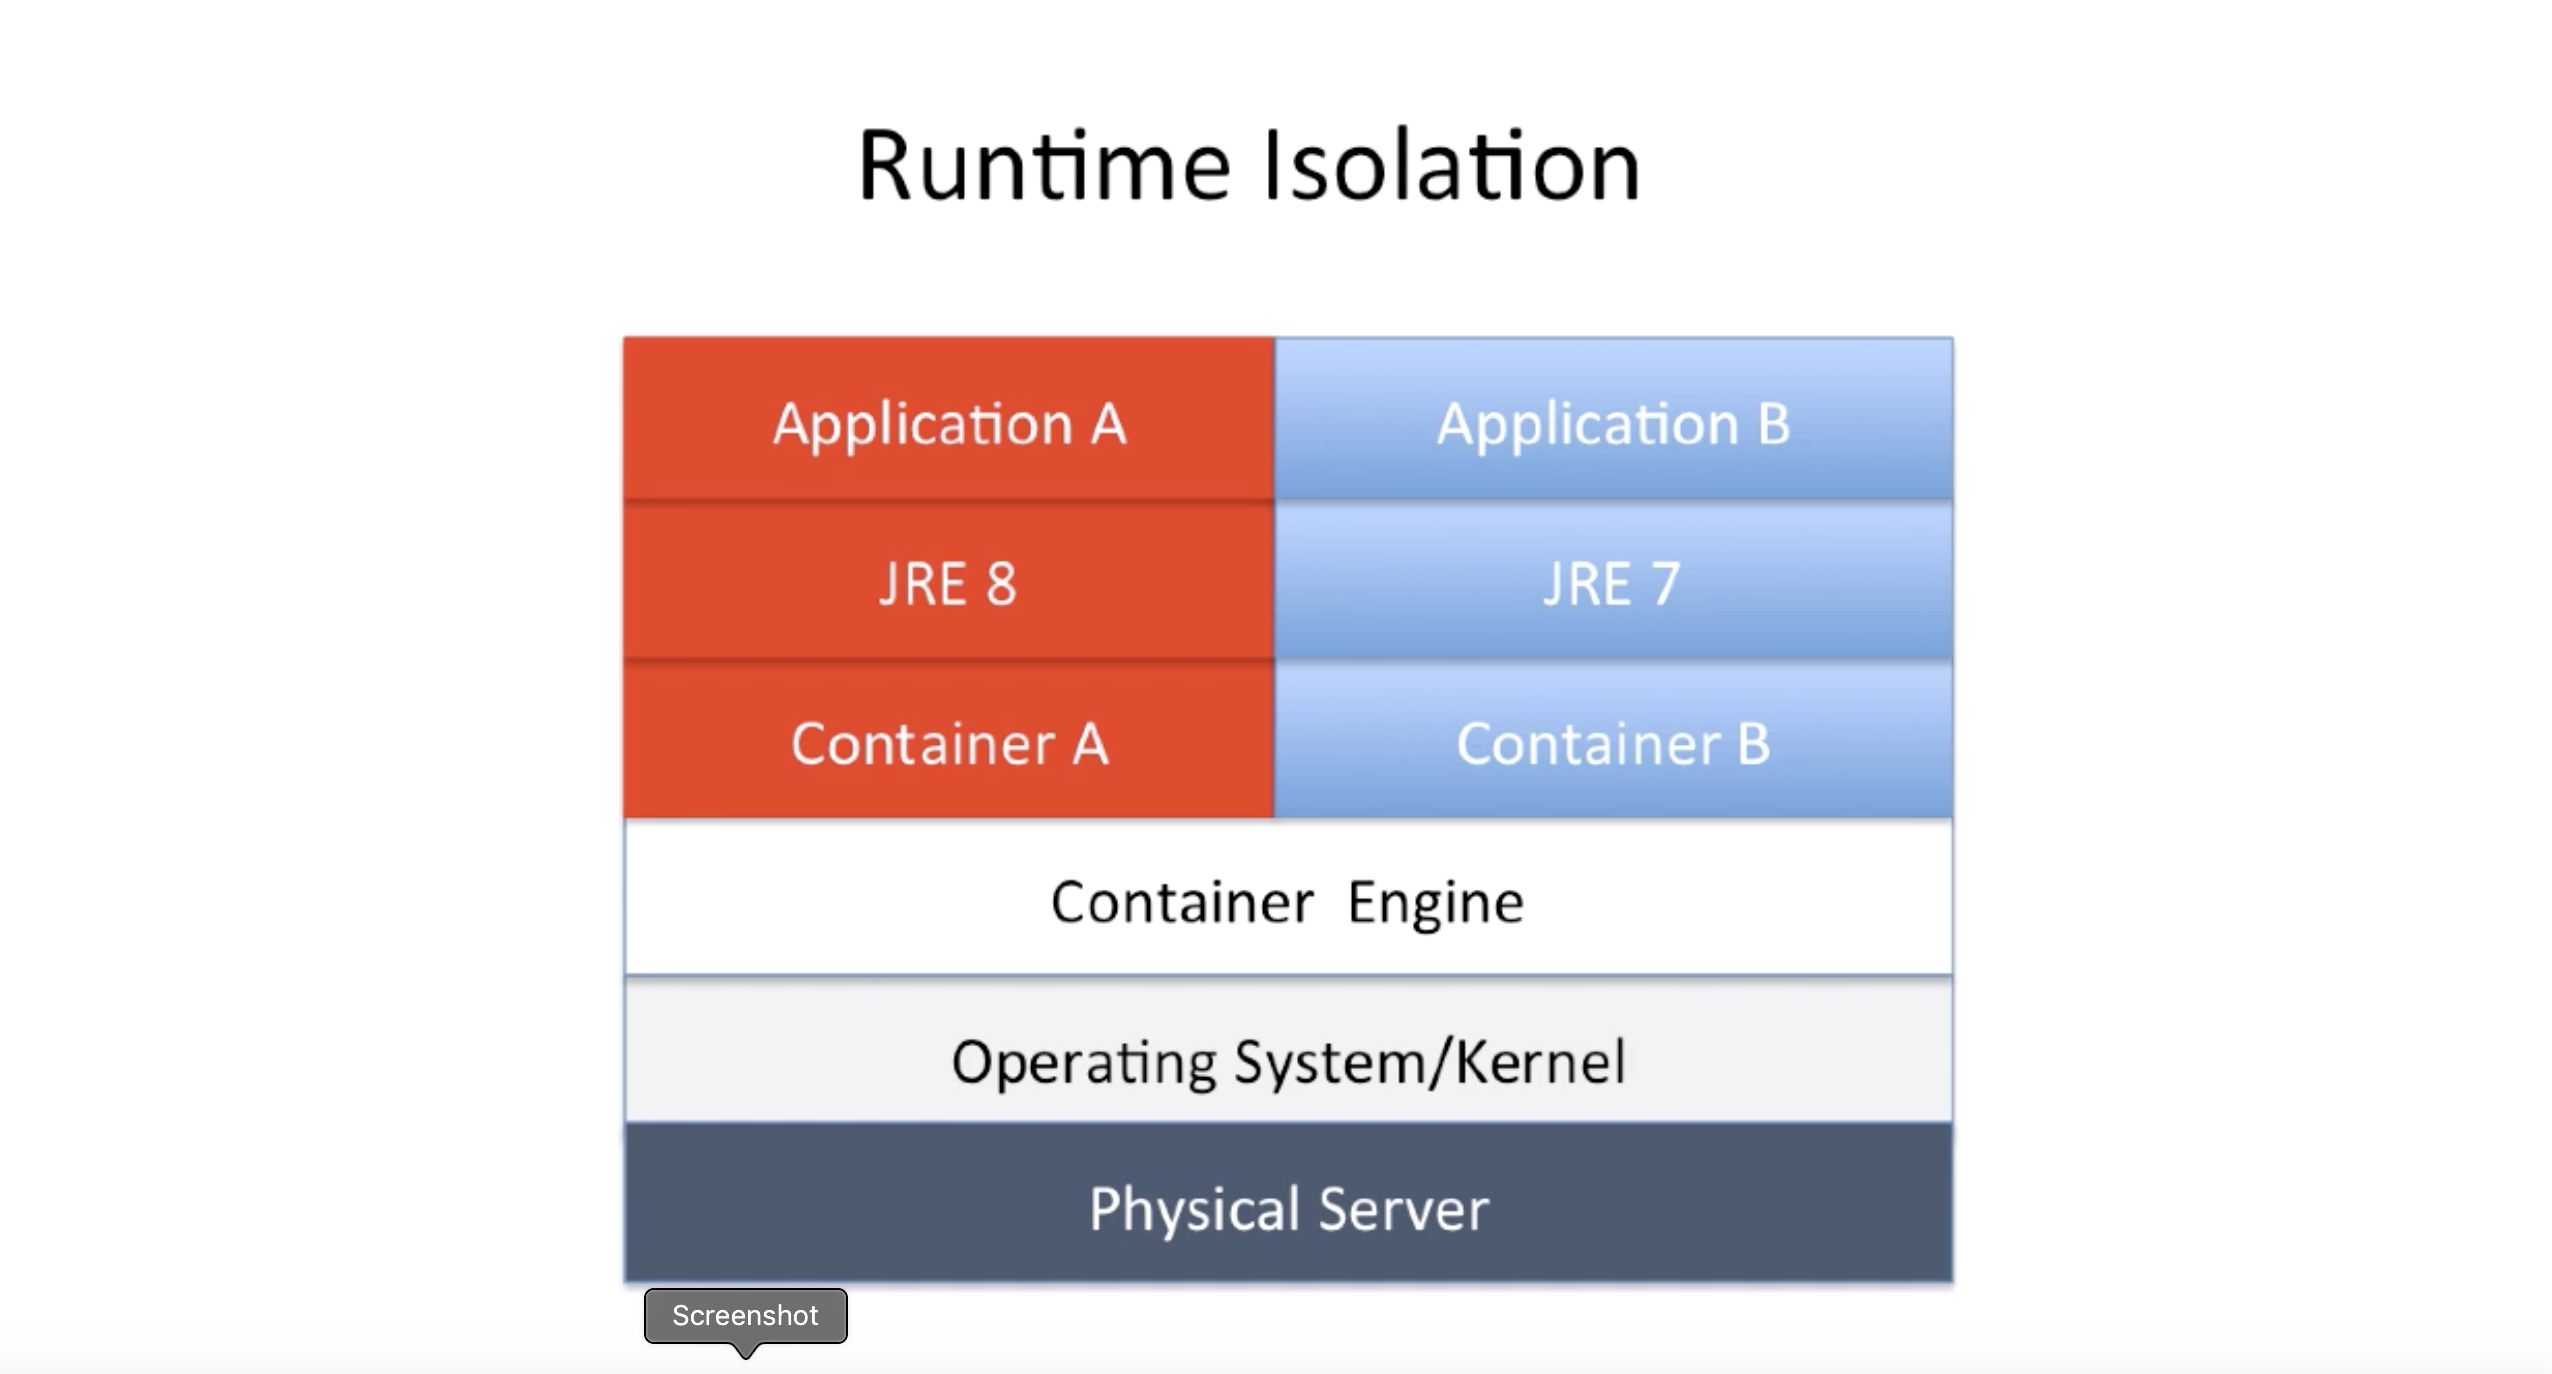 Runtime Isolation
Application A
Application B
JRE 8
JRE 7
Container A
Container B
Container Engine
Operating System/Kernel
Physical Server
Screenshot